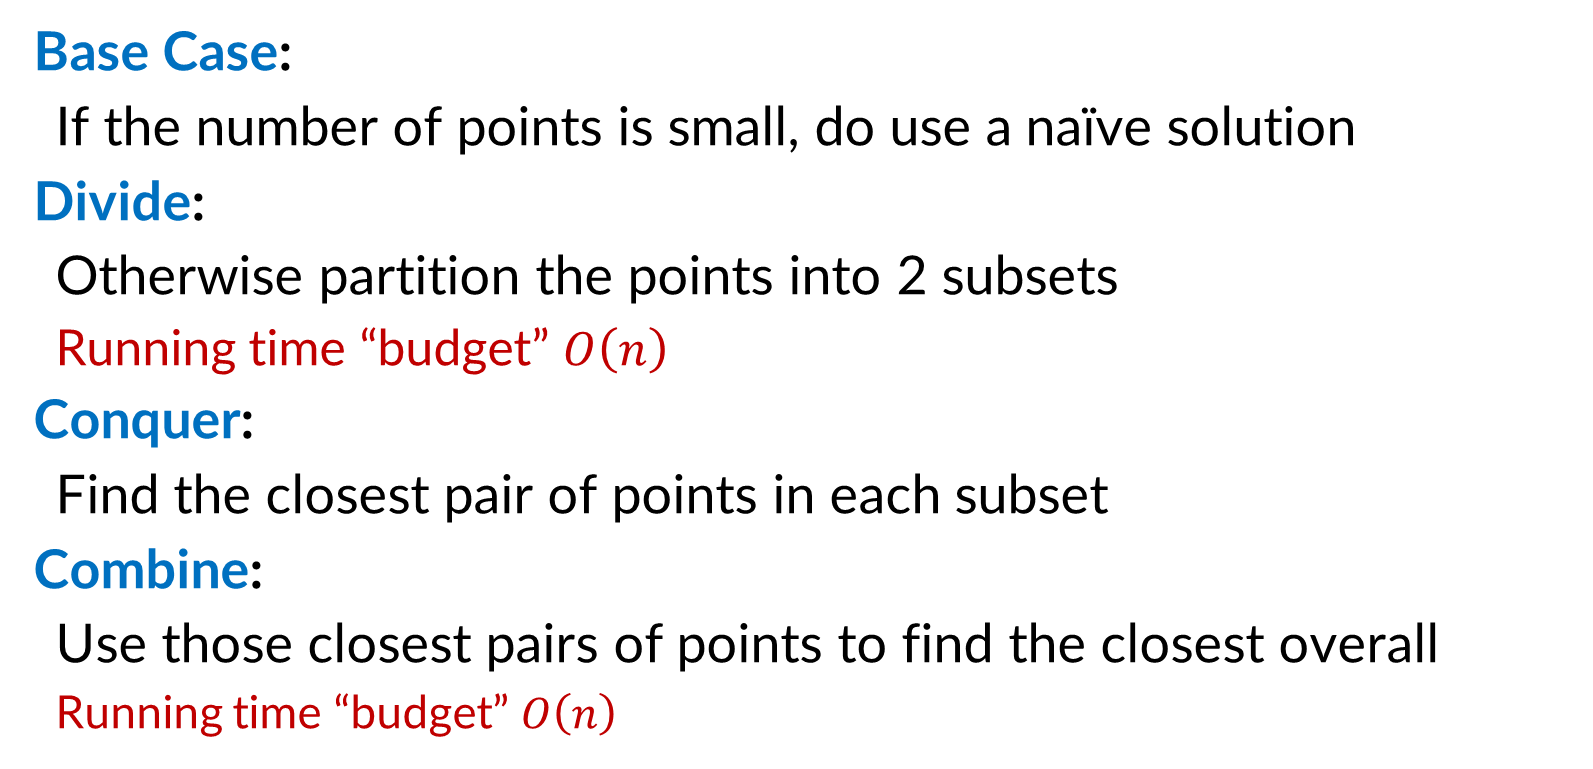 Base Case:
If the number of points is small, do use a naïve solution
Divide:
Otherwise partition the points into 2 subsets
Running time “budget” O(n)
Conquer:
Find the closest pair of points in each subset
Combine:
Use those closest pairs of points to find the closest overall
Running time “budget” O(n)